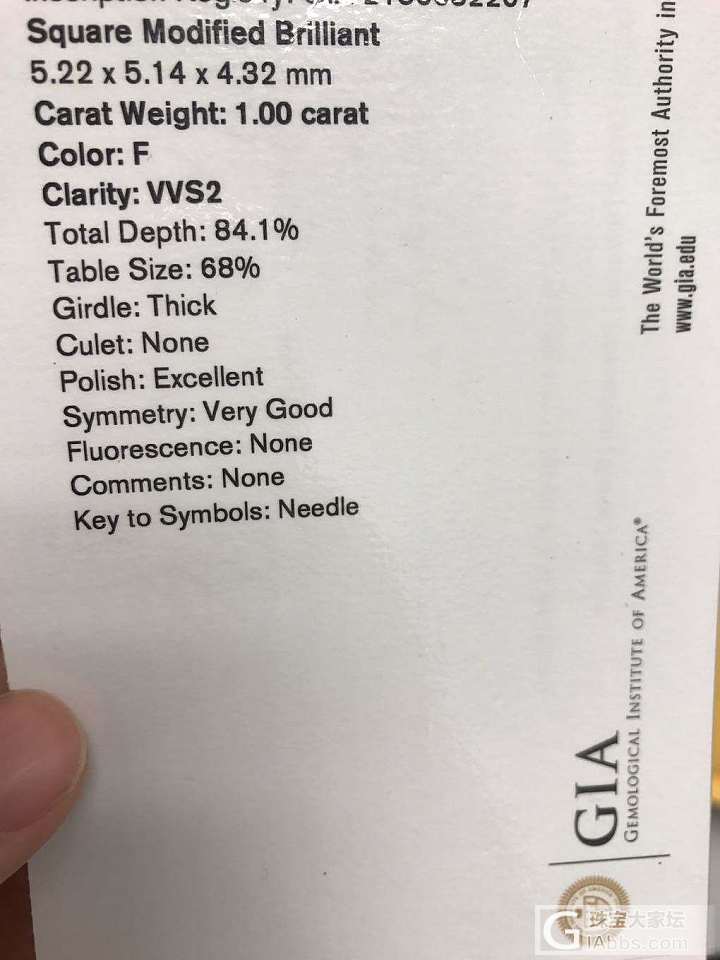 Square Modified Brilliant
5.22 x 5.14 x 4.32 mm
Carat Weight: 1.00 carat
Color: F
Clarity: VVS2
Total Depth: 84.1%
Table Size: 68%
Girdle: Thick
Culet: None
Polish: Excellent
Symmetry: Very Good
Fluorescence: None
Comments: None
Key to Symbols: Needle
The World's Foremost Authority in
www.gia.edu
GIA
GEMOLOGICAL INSTITUTE OF AMERICA®
珠宝大家坛